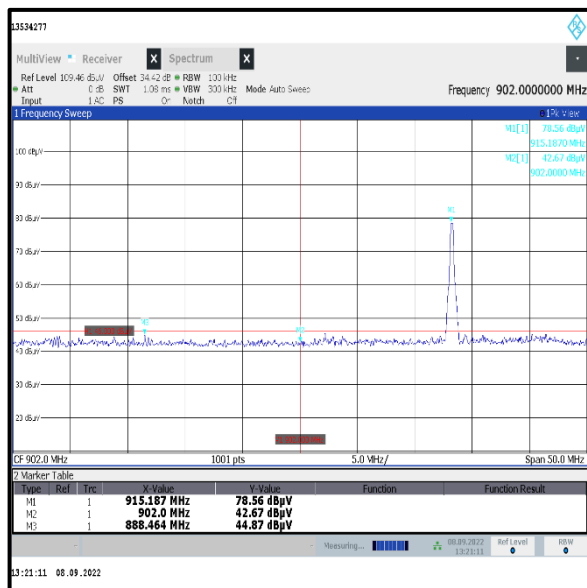 13534277
MultiView Receiver X Spectrum X
Ref Level 109.46 dBµV Offset 34.42 dB RBW 100 kHz
Att 0 dB SWT 1.08 ms VBW 300 kHz Mode Auto Sweep Frequency 902.0000000 MHz
Input 1 AC PS On Notch Off
1 Frequency Sweep 1Pk View
M1[1] 78.56 dBµV
915.1870 MHz
M2[1] 42.67 dBµV
902.0000 MHz
100 dBµV
90 dBµV
80 dBµV
M1
70 dBµV
60 dBµV
50 dBµV
M2
40 dBµV
30 dBµV
20 dBµV
CF 902.0 MHz 1001 pts 5.0 MHz/ Span 50.0 MHz
2 Marker Table
Type Ref Trc X-Value Y-Value Function Function Result
M1 1 915.187 MHz 78.56 dBµV
M2 1 902.0 MHz 42.67 dBµV
M3 1 888.464 MHz 44.87 dBµV
Measuring... 08.09.2022 Ref Level RBW
13:21:11
13:21:11 08.09.2022